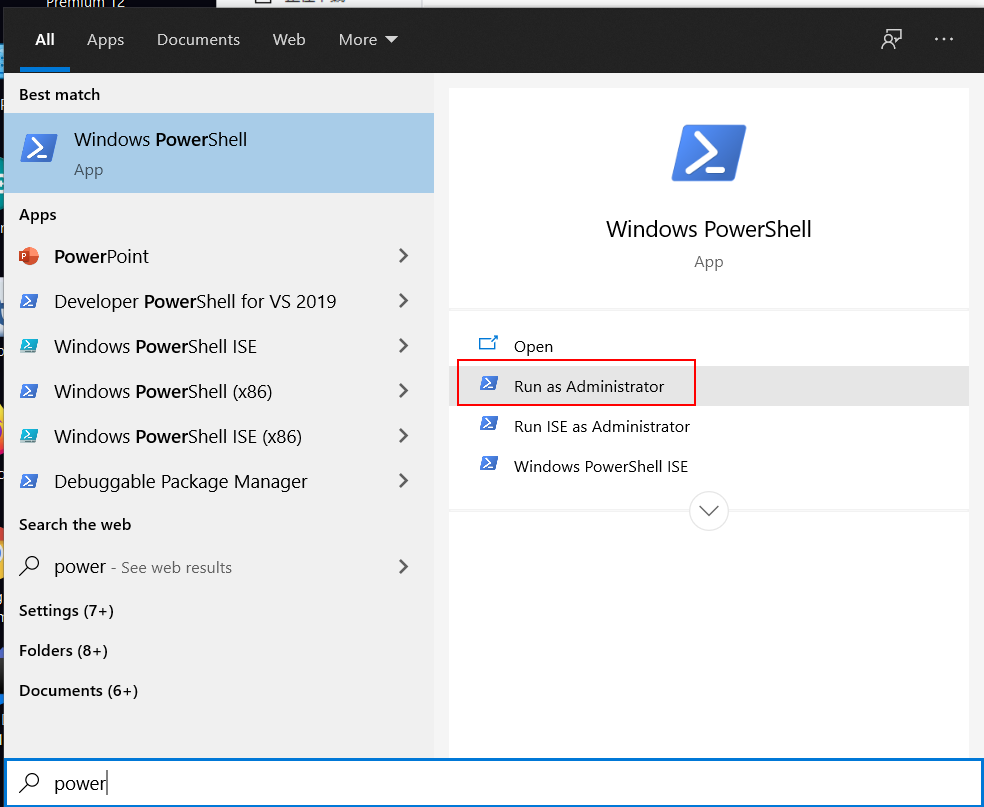 Premium 12
All Apps Documents Web More
Best match
Windows PowerShell
App
Apps
PowerPoint
Developer PowerShell for VS 2019
Windows PowerShell ISE
Windows PowerShell (x86)
Windows PowerShell ISE (x86)
Debuggable Package Manager
Search the web
power - See web results
Settings (7+)
Folders (8+)
Documents (6+)
Windows PowerShell
App
Open
Run as Administrator
Run ISE as Administrator
Windows PowerShell ISE
power